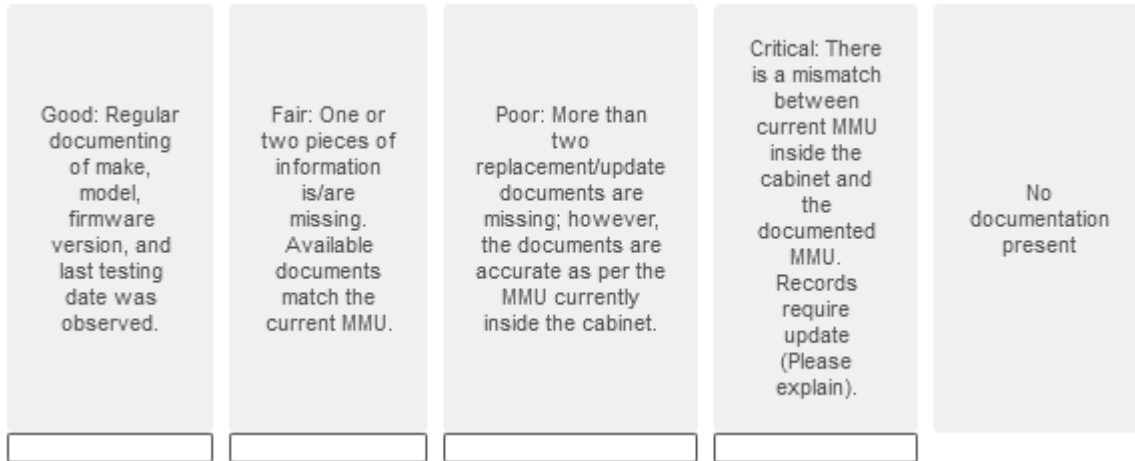 Good: Regular
documenting
of make,
model,
firmware
version, and
last testing
date was
observed.
Fair: One or
two pieces of
information
is/are
missing.
Available
documents
match the
current MMU.
Poor: More than
two
replacement/update
documents are
missing; however,
the documents are
accurate as per the
MMU currently
inside the cabinet.
Critical: There
is a mismatch
between
current MMU
inside the
cabinet and
the
documented
MMU.
Records
require
update
(Please
explain).
No
documentation
present